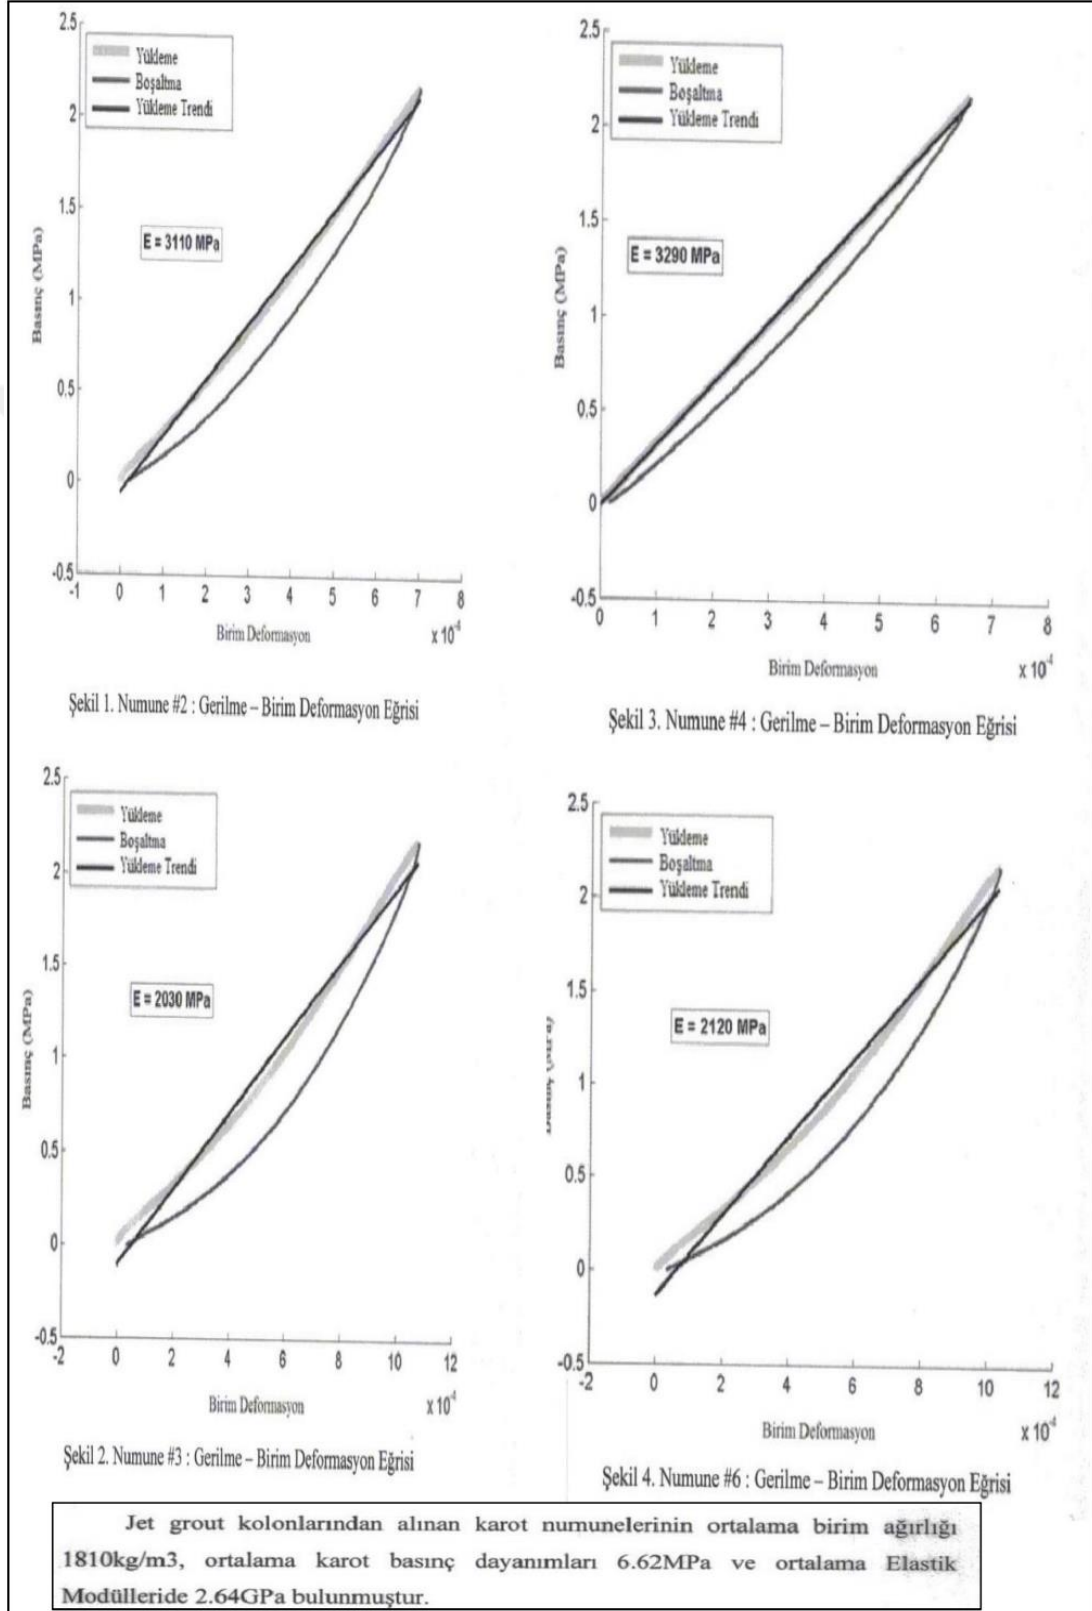 2.5
2
1.5
1
0.5
0
-0.5
-1 0 1 2 3 4 5 6 7 8
x 10⁻⁴
Basınç (MPa)
Birim Deformasyon
Yükleme
Boşaltma
Yükleme Trendi
E = 3110 MPa
Şekil 1. Numune #2 : Gerilme – Birim Deformasyon Eğrisi
2.5
2
1.5
1
0.5
0
-0.5
0 1 2 3 4 5 6 7 8
x 10⁻⁴
Basınç (MPa)
Birim Deformasyon
Yükleme
Boşaltma
Yükleme Trendi
E = 3290 MPa
Şekil 3. Numune #4 : Gerilme – Birim Deformasyon Eğrisi
2.5
2
1.5
1
0.5
0
-0.5
-2 0 2 4 6 8 10 12
x 10⁻⁴
Basınç (MPa)
Birim Deformasyon
Yükleme
Boşaltma
Yükleme Trendi
E = 2030 MPa
Şekil 2. Numune #3 : Gerilme – Birim Deformasyon Eğrisi
2.5
2
1.5
1
0.5
0
-0.5
-2 0 2 4 6 8 10 12
x 10⁻⁴
Birim Deformasyon
Yükleme
Boşaltma
Yükleme Trendi
E = 2120 MPa
Şekil 4. Numune #6 : Gerilme – Birim Deformasyon Eğrisi
Jet grout kolonlarından alınan karot numunelerinin ortalama birim ağırlığı
1810kg/m3, ortalama karot basınç dayanımları 6.62MPa ve ortalama Elastik
Modülleride 2.64GPa bulunmuştur.